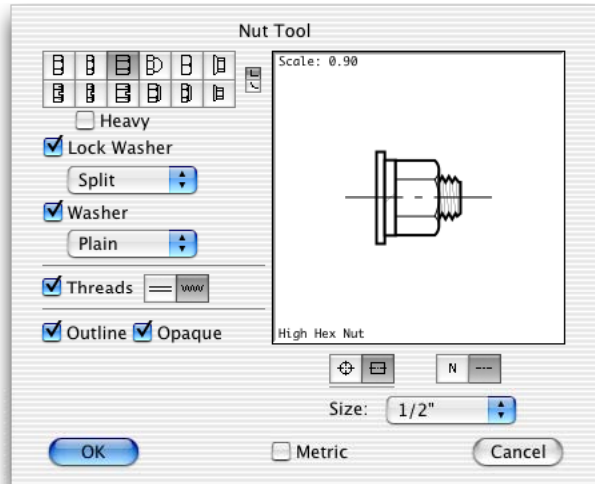 Nut Tool
Scale: 0.90
Heavy
Lock Washer
Split
Washer
Plain
Threads
Outline Opaque
High Hex Nut
N
Size: 1/2"
OK
Metric
Cancel